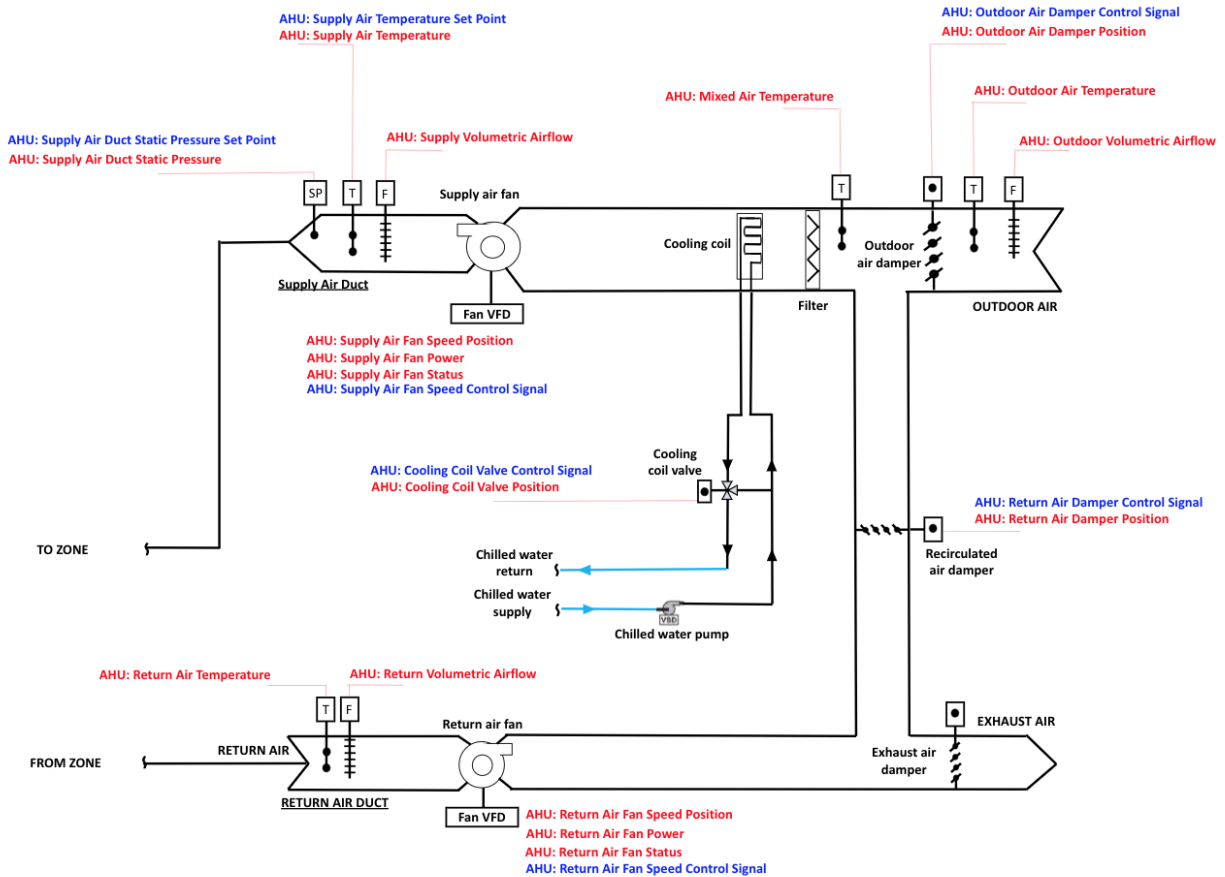 AHU: Supply Air Temperature Set Point
AHU: Supply Air Temperature
AHU: Outdoor Air Damper Control Signal
AHU: Outdoor Air Damper Position
AHU: Mixed Air Temperature
AHU: Outdoor Air Temperature
AHU: Supply Air Duct Static Pressure Set Point
AHU: Supply Air Duct Static Pressure
AHU: Supply Volumetric Airflow
AHU: Outdoor Volumetric Airflow
SP
T
F
Supply air fan
T
T
F
Cooling coil
Outdoor
air damper
Supply Air Duct
Filter
OUTDOOR AIR
Fan VFD
AHU: Supply Air Fan Speed Position
AHU: Supply Air Fan Power
AHU: Supply Air Fan Status
AHU: Supply Air Fan Speed Control Signal
Cooling
coil valve
AHU: Cooling Coil Valve Control Signal
AHU: Cooling Coil Valve Position
AHU: Return Air Damper Control Signal
AHU: Return Air Damper Position
TO ZONE
Recirculated
air damper
Chilled water
return
Chilled water
supply
VSD
Chilled water pump
AHU: Return Air Temperature
AHU: Return Volumetric Airflow
T
F
Return air fan
EXHAUST AIR
RETURN AIR
FROM ZONE
Exhaust air
damper
RETURN AIR DUCT
Fan VFD
AHU: Return Air Fan Speed Position
AHU: Return Air Fan Power
AHU: Return Air Fan Status
AHU: Return Air Fan Speed Control Signal